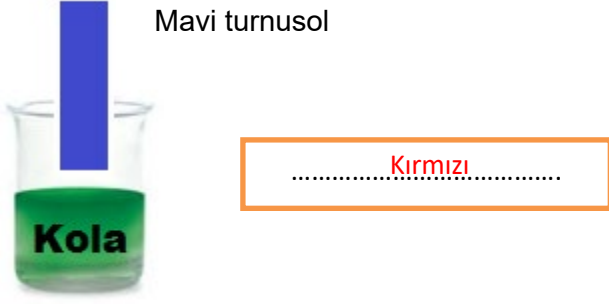 Mavi turnusol
……………Kırmızı…………….
Kola